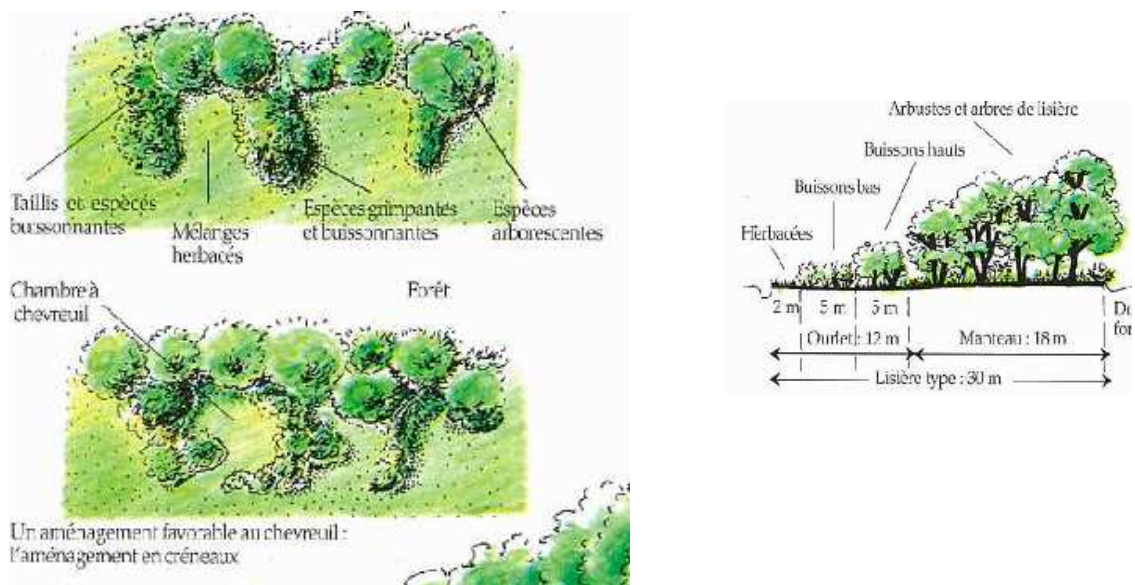 Taillis et espèces
buissonnantes
Mélanges
herbacés
Espèces grimpantes
et buissonnantes
Espèces
arborescentes
Chambre à
chevreuil
Forêt
Un aménagement favorable au chevreuil :
l'aménagement en créneaux
Arbustes et arbres de lisière
Buissons hauts
Buissons bas
Herbacées
2 m 5 m 5 m
Ourlet : 12 m Manteau : 18 m
Lisière type : 30 m